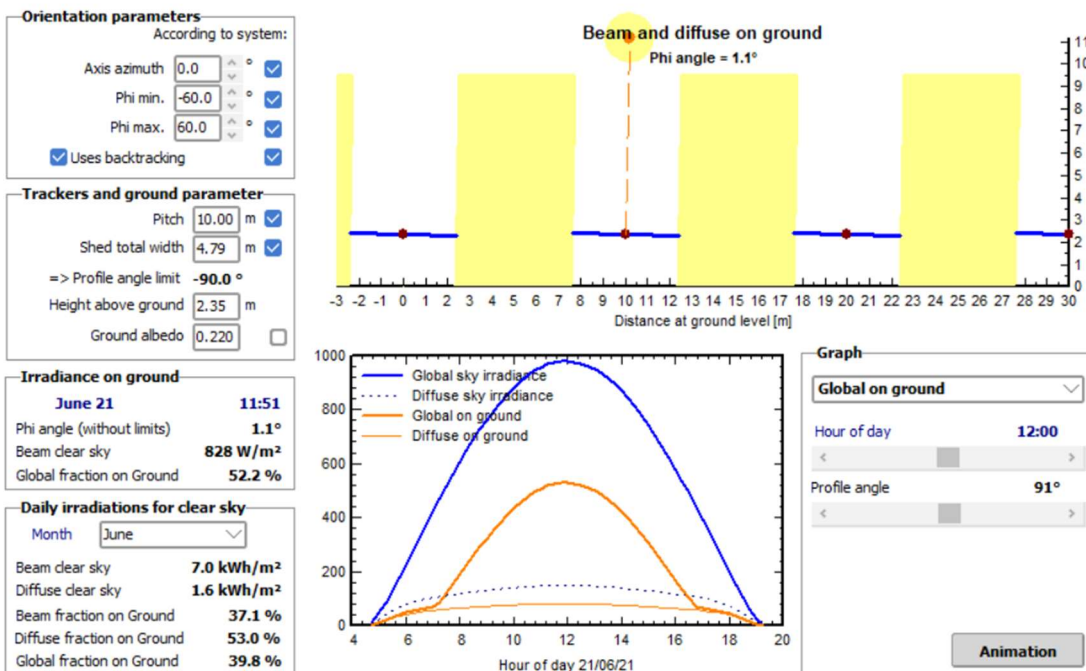 Orientation parameters
According to system:
Axis azimuth 0.0 °
Phi min. -60.0 °
Phi max. 60.0 °
Uses backtracking
Trackers and ground parameter
Pitch 10.00 m
Shed total width 4.79 m
=> Profile angle limit -90.0 °
Height above ground 2.35 m
Ground albedo 0.220
Irradiance on ground
June 21 11:51
Phi angle (without limits) 1.1°
Beam clear sky 828 W/m²
Global fraction on Ground 52.2 %
Daily irradiations for clear sky
Month June
Beam clear sky 7.0 kWh/m²
Diffuse clear sky 1.6 kWh/m²
Beam fraction on Ground 37.1 %
Diffuse fraction on Ground 53.0 %
Global fraction on Ground 39.8 %
Beam and diffuse on ground
Phi angle = 1.1°
11
10
9
8
7
6
5
4
3
2
1
0
-3 -2 -1 0 1 2 3 4 5 6 7 8 9 10 11 12 13 14 15 16 17 18 19 20 21 22 23 24 25 26 27 28 29 30
Distance at ground level [m]
1000
800
600
400
200
0
Global sky irradiance
Diffuse sky irradiance
Global on ground
Diffuse on ground
4 6 8 10 12 14 16 18 20
Hour of day 21/06/21
Graph
Global on ground
Hour of day 12:00
Profile angle 91°
Animation